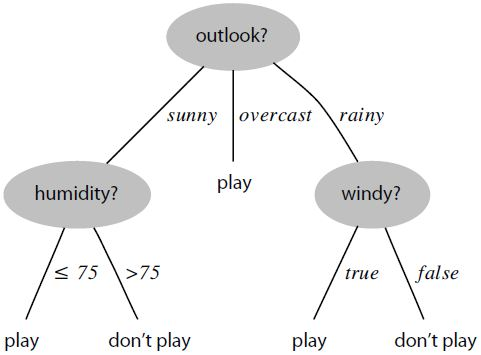 outlook?
sunny overcast rainy
play
humidity? windy?
≤ 75 >75 true false
play don't play play don't play